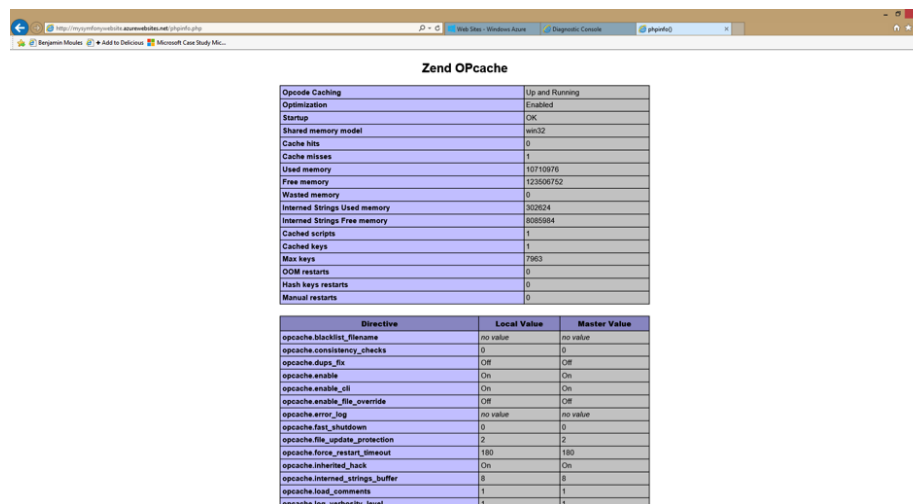 http://mysymfonywebsite.azurewebsites.net/phpinfo.php
Web Sites - Windows Azure
Diagnostic Console
phpinfo()
Benjamin Moules
Add to Delicious
Microsoft Case Study Mic...
Zend OPcache
Opcode Caching Up and Running
Optimization Enabled
Startup OK
Shared memory model win32
Cache hits 0
Cache misses 1
Used memory 10710976
Free memory 123506752
Wasted memory 0
Interned Strings Used memory 302624
Interned Strings Free memory 8085984
Cached scripts 1
Cached keys 1
Max keys 7963
OOM restarts 0
Hash keys restarts 0
Manual restarts 0
Directive Local Value Master Value
opcache.blacklist_filename no value no value
opcache.consistency_checks 0 0
opcache.dups_fix Off Off
opcache.enable On On
opcache.enable_cli On On
opcache.enable_file_override Off Off
opcache.error_log no value no value
opcache.fast_shutdown 0 0
opcache.file_update_protection 2 2
opcache.force_restart_timeout 180 180
opcache.inherited_hack On On
opcache.interned_strings_buffer 8 8
opcache.load_comments 1 1
opcache.log_verbosity_level 1 1